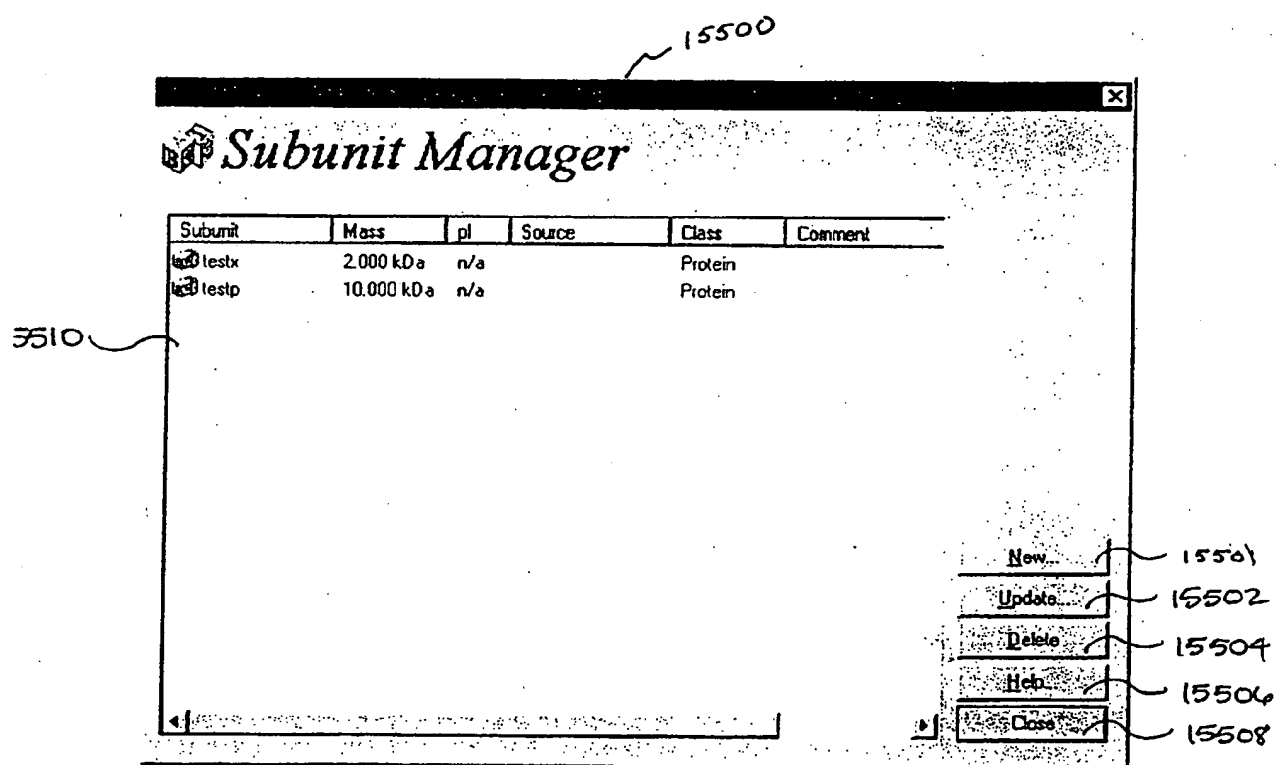 15500
Subunit Manager
Subunit Mass pI Source Class Comment
testx 2.000 kDa n/a Protein
testp 10.000 kDa n/a Protein
5510
New... 15501
Update... 15502
Delete 15504
Help... 15506
Close 15508